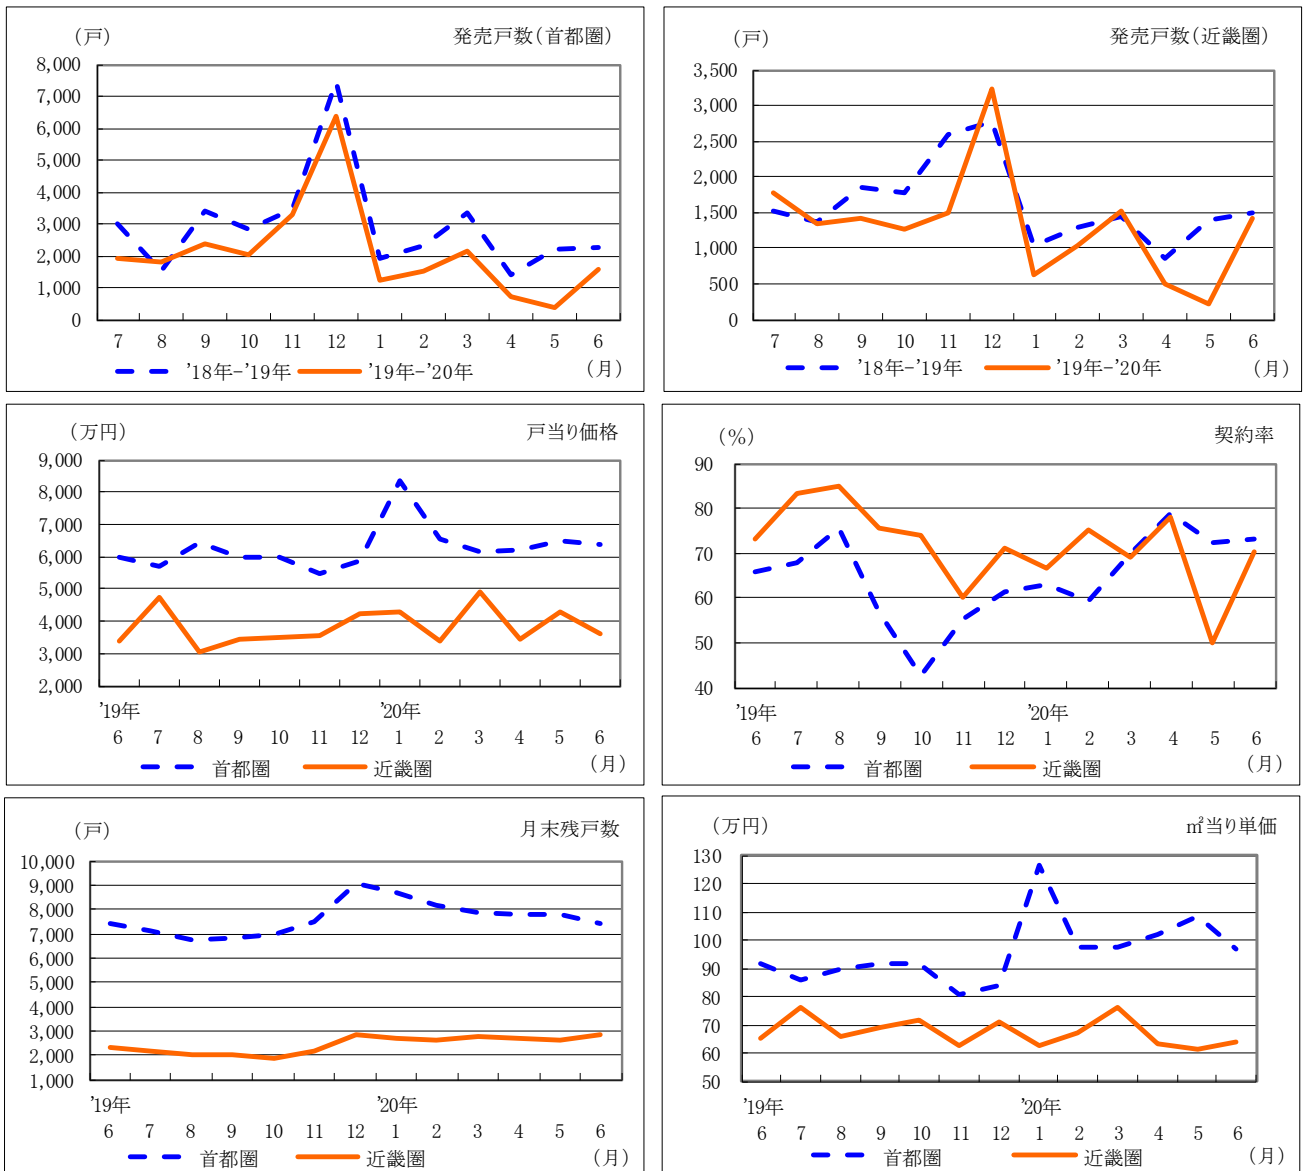 （戸） 発売戸数（首都圏）
8,000
7,000
6,000
5,000
4,000
3,000
2,000
1,000
0
7 8 9 10 11 12 1 2 3 4 5 6
'18年-'19年 '19年-'20年 （月）
（戸） 発売戸数（近畿圏）
3,500
3,000
2,500
2,000
1,500
1,000
500
0
7 8 9 10 11 12 1 2 3 4 5 6
'18年-'19年 '19年-'20年 （月）
（万円） 戸当り価格
9,000
8,000
7,000
6,000
5,000
4,000
3,000
2,000
'19年 '20年
6 7 8 9 10 11 12 1 2 3 4 5 6
首都圏 近畿圏 （月）
（%） 契約率
90
80
70
60
50
40
'19年 '20年
6 7 8 9 10 11 12 1 2 3 4 5 6
首都圏 近畿圏 （月）
（戸） 月末残戸数
10,000
9,000
8,000
7,000
6,000
5,000
4,000
3,000
2,000
1,000
'19年 '20年
6 7 8 9 10 11 12 1 2 3 4 5 6
首都圏 近畿圏 （月）
（万円） ㎡当り単価
130
120
110
100
90
80
70
60
50
'19年 '20年
6 7 8 9 10 11 12 1 2 3 4 5 6
首都圏 近畿圏 （月）